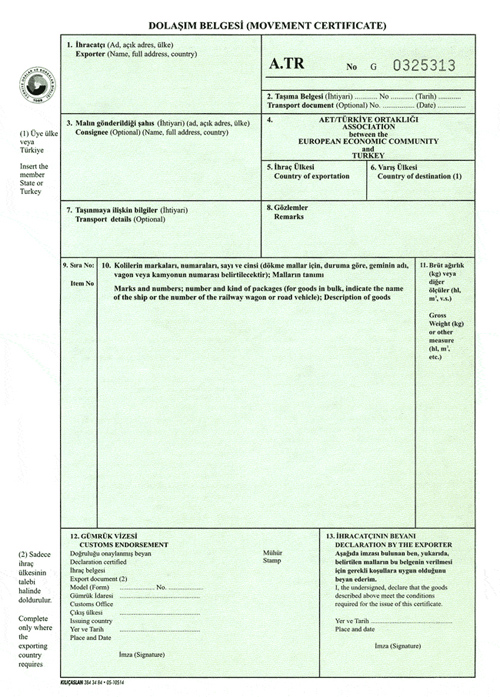 DOLAŞIM BELGESİ (MOVEMENT CERTIFICATE)
1. İhracatçı (Ad, açık adres, ülke)
Exporter (Name, full address, country)
A.TR No G 0325313
2. Taşıma Belgesi (İhtiyari) ........... No ........... (Tarih) ...........
Transport document (Optional) No. ........... (Date) ...........
(1) Üye ülke
veya
Türkiye
Insert the
member
State or
Turkey
3. Malın gönderildiği şahıs (İhtiyari) (ad, açık adres, ülke)
Consignee (Optional) (Name, full address, country)
4. AET/TÜRKİYE ORTAKLIĞI
ASSOCIATION
between the
EUROPEAN ECONOMIC COMMUNITY
and
TURKEY
5. İhraç Ülkesi
Country of exportation
6. Varış Ülkesi
Country of destination (1)
7. Taşınmaya ilişkin bilgiler (İhtiyari)
Transport details (Optional)
8. Gözlemler
Remarks
9. Sıra No:
Item No
10. Kolilerin markaları, numaraları, sayı ve cinsi (dökme mallar için, duruma göre, geminin adı,
vagon veya kamyonun numarası belirtilecektir); Malların tanımı
Marks and numbers; number and kind of packages (for goods in bulk, indicate the name
of the ship or the number of the railway wagon or road vehicle); Description of goods
11. Brüt ağırlık
(kg) veya
diğer
ölçüler (hl,
m³, v.s.)
Gross
Weight (kg)
or other
measure
(hl, m³,
etc.)
(2) Sadece
ihraç
ülkesinin
talebi
halinde
doldurulur.
Complete
only where
the
exporting
country
requires
12. GÜMRÜK VİZESİ
CUSTOMS ENDORSEMENT
Doğruluğu onaylanmış beyan
Declaration certified
İhraç belgesi
Export document (2)
Model (Form) ........... No. ...........
Gümrük İdaresi ...........
Customs Office
Çıkış ülkesi ...........
Issuing country
Yer ve Tarih ...........
Place and Date
İmza (Signature)
Mühür
Stamp
13. İHRACATÇININ BEYANI
DECLARATION BY THE EXPORTER
Aşağıda imzası bulunan ben, yukarıda,
belirtilen malların bu belgenin verilmesi
için gerekli koşullara uygun olduğunu
beyan ederim.
I, the undersigned, declare that the goods
described above meet the conditions
required for the issue of this certificate.
Yer ve Tarih ...........
Place and date
İmza (Signature)
KILIÇASLAN 384 34 84 • 05-10514